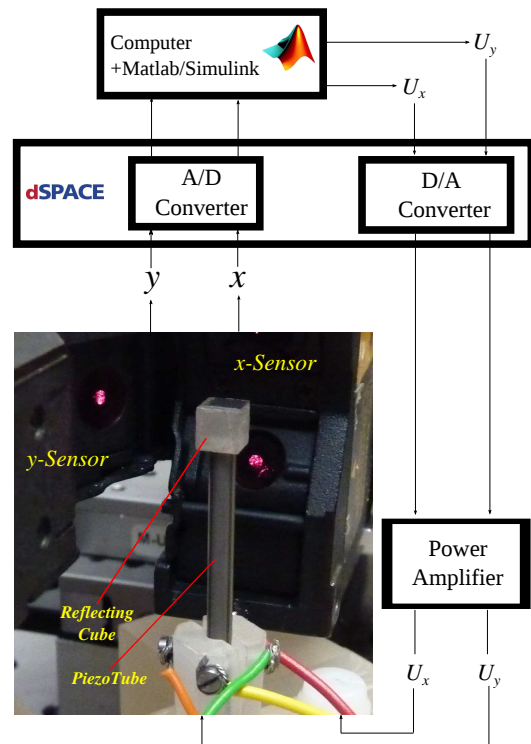 Computer
+Matlab/Simulink
U_y
U_x
dSPACE
A/D
Converter
D/A
Converter
y
x
x-Sensor
y-Sensor
M-L
Reflecting
Cube
PiezoTube
Power
Amplifier
U_x
U_y